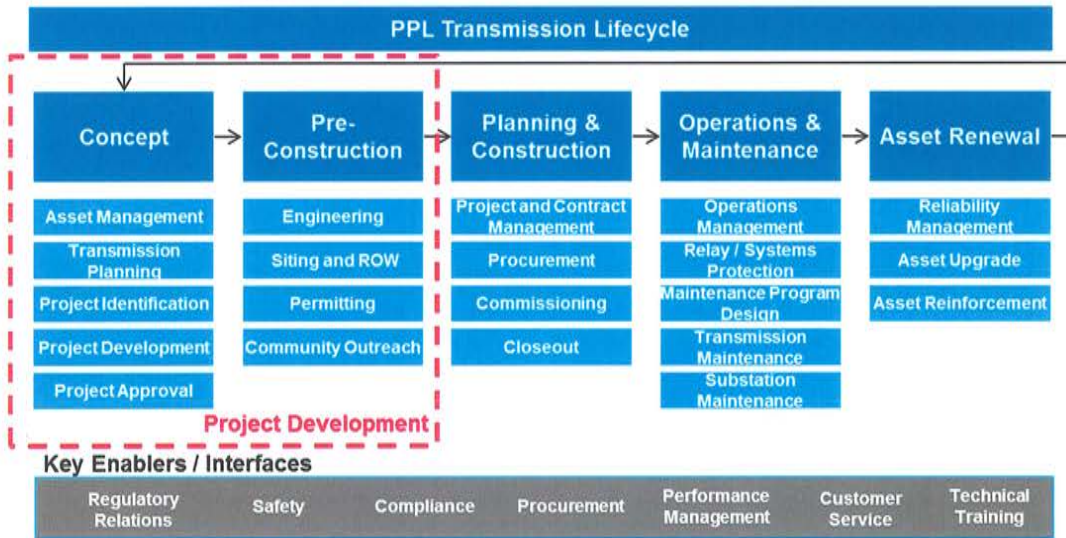 PPL Transmission Lifecycle
Concept
Pre-
Construction
Planning &
Construction
Operations &
Maintenance
Asset Renewal
Asset Management
Transmission
Planning
Project Identification
Project Development
Project Approval
Engineering
Siting and ROW
Permitting
Community Outreach
Project and Contract
Management
Procurement
Commissioning
Closeout
Operations
Management
Relay / Systems
Protection
Maintenance Program
Design
Transmission
Maintenance
Substation
Maintenance
Reliability
Management
Asset Upgrade
Asset Reinforcement
Project Development
Key Enablers / Interfaces
Regulatory
Relations
Safety
Compliance
Procurement
Performance
Management
Customer
Service
Technical
Training